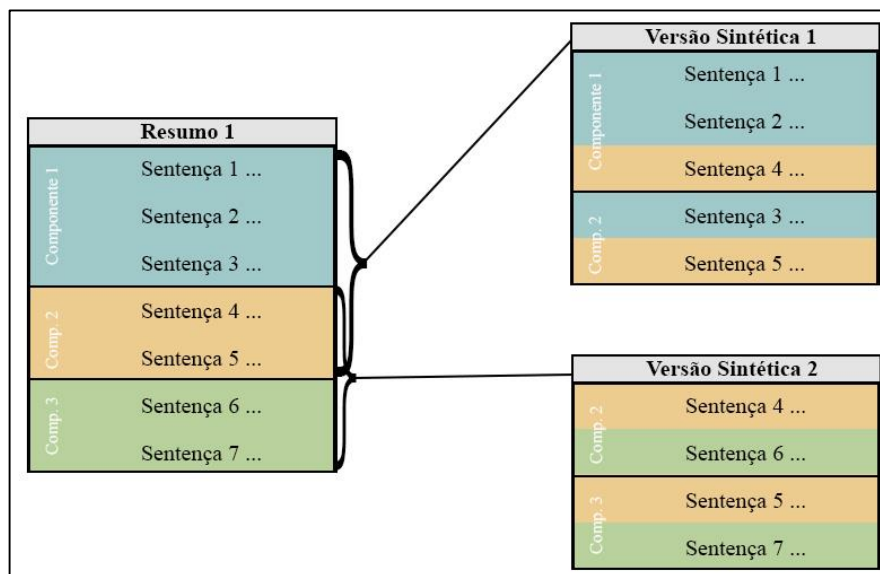 Resumo 1
Componente 1
Sentença 1 ...
Sentença 2 ...
Sentença 3 ...
Comp. 2
Sentença 4 ...
Sentença 5 ...
Comp. 3
Sentença 6 ...
Sentença 7 ...
Versão Sintética 1
Componente 1
Sentença 1 ...
Sentença 2 ...
Sentença 4 ...
Comp. 2
Sentença 3 ...
Sentença 5 ...
Versão Sintética 2
Comp. 2
Sentença 4 ...
Sentença 6 ...
Comp. 3
Sentença 5 ...
Sentença 7 ...